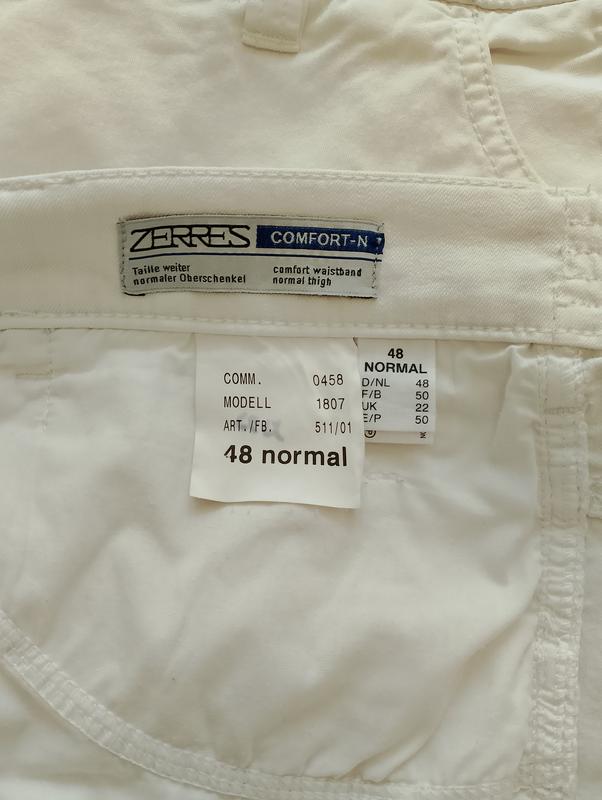 ZERRES COMFORT-N
Taille weiter
normaler Oberschenkel
comfort waistband
normal thigh
COMM. 0458
MODELL 1807
ART./FB. 511/01
48 normal
48
NORMAL
D/NL 48
F/B 50
UK 22
E/P 50